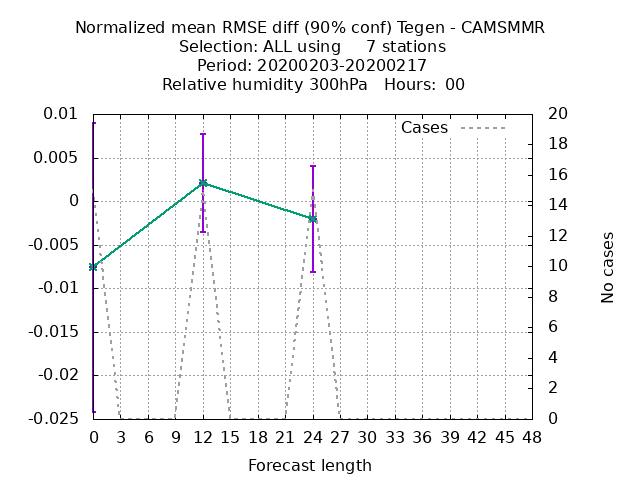 Normalized mean RMSE diff (90% conf) Tegen - CAMSMMR
Selection: ALL using     7 stations
Period: 20200203-20200217
Relative humidity 300hPa   Hours:  00
Cases
0.01
0.005
0
-0.005
-0.01
-0.015
-0.02
-0.025
20
18
16
14
12
10
8
6
4
2
0
No cases
0 3 6 9 12 15 18 21 24 27 30 33 36 39 42 45 48
Forecast length